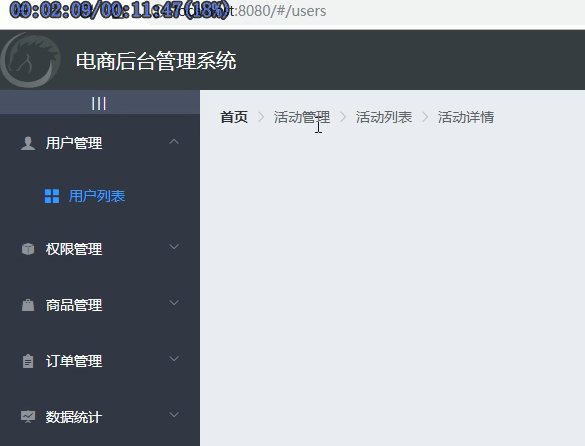 00:02:09/00:11:47(18%)
:8080/#/users
电商后台管理系统
|||
首页 > 活动管理 > 活动列表 > 活动详情
用户管理
用户列表
权限管理
商品管理
订单管理
数据统计